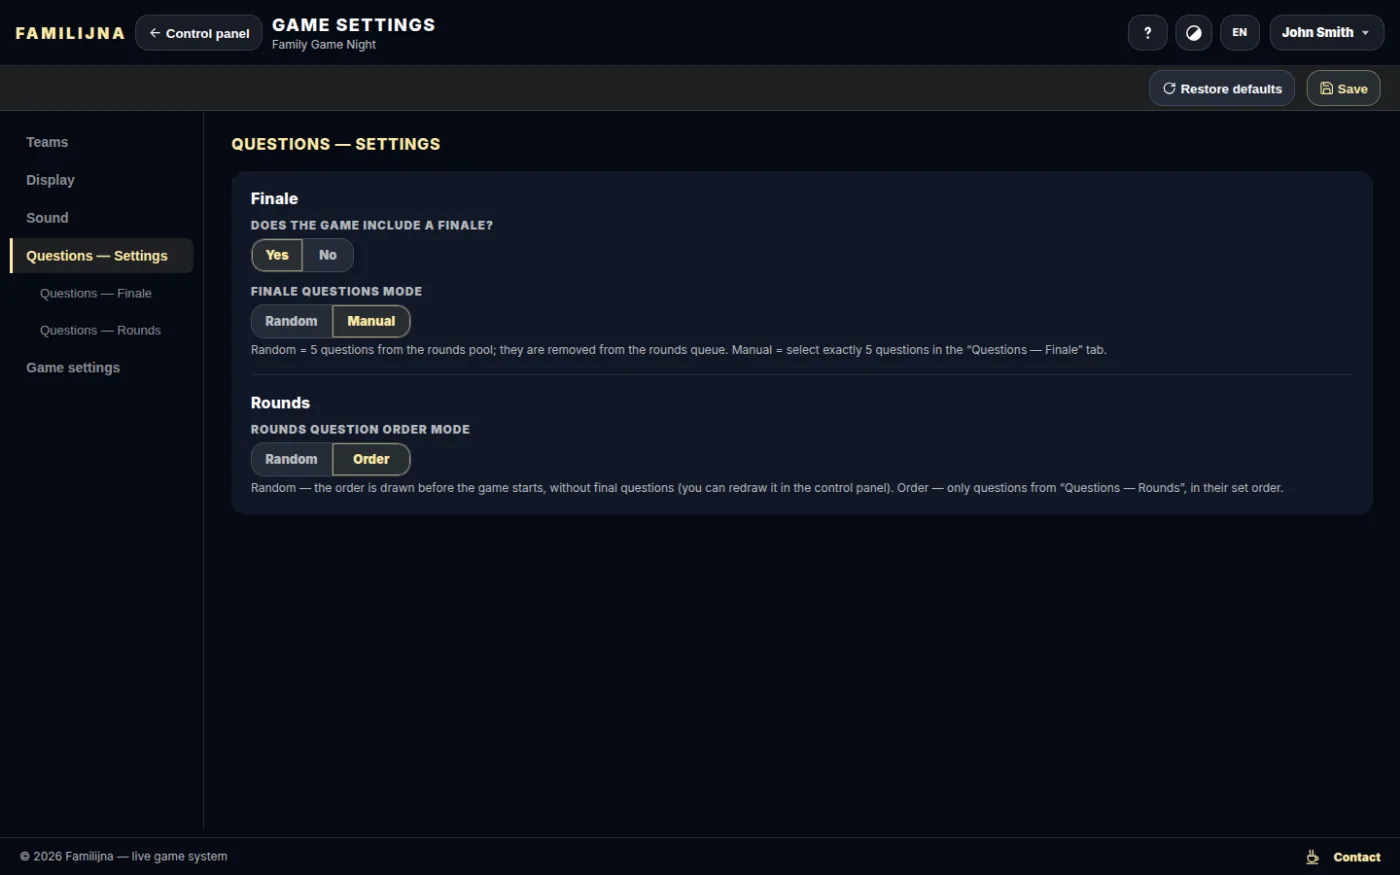 FAMILIJNA
← Control panel
GAME SETTINGS
Family Game Night
?
EN
John Smith
Restore defaults
Save
Teams
Display
Sound
Questions — Settings
Questions — Finale
Questions — Rounds
Game settings
QUESTIONS — SETTINGS
Finale
DOES THE GAME INCLUDE A FINALE?
Yes No
FINALE QUESTIONS MODE
Random Manual
Random = 5 questions from the rounds pool; they are removed from the rounds queue. Manual = select exactly 5 questions in the “Questions — Finale” tab.
Rounds
ROUNDS QUESTION ORDER MODE
Random Order
Random — the order is drawn before the game starts, without final questions (you can redraw it in the control panel). Order — only questions from “Questions — Rounds”, in their set order.
© 2026 Familijna — live game system
Contact